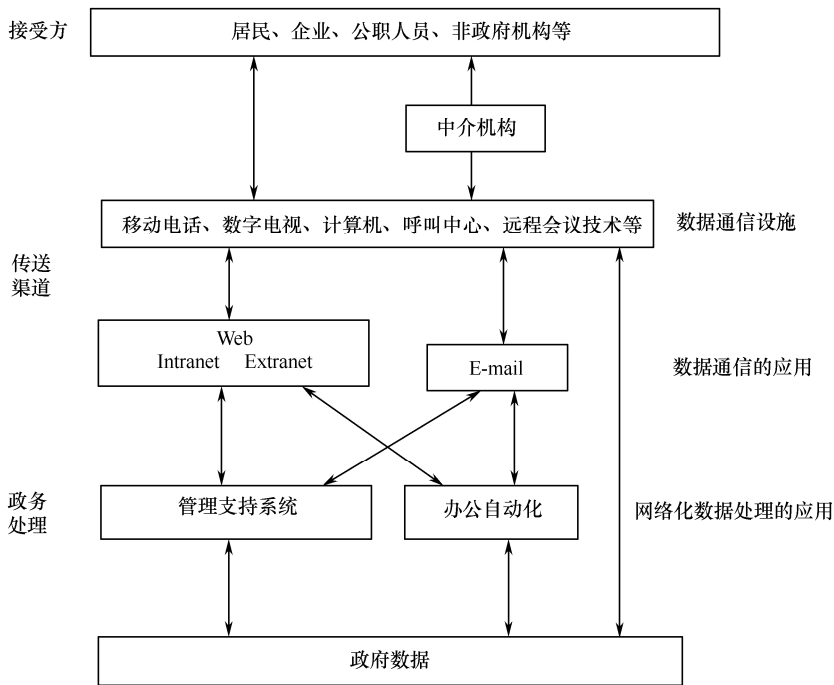 接受方
居民、企业、公职人员、非政府机构等
中介机构
移动电话、数字电视、计算机、呼叫中心、远程会议技术等
数据通信设施
传送
渠道
Web
Intranet Extranet
E-mail
数据通信的应用
政务
处理
管理支持系统
办公自动化
网络化数据处理的应用
政府数据